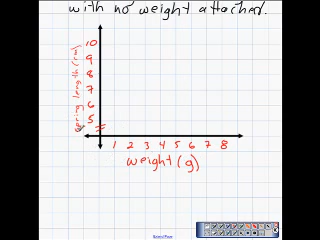 with no weight attached.
spring length (cm)
10
9
8
7
6
5
1 2 3 4 5 6 7 8
weight (g)